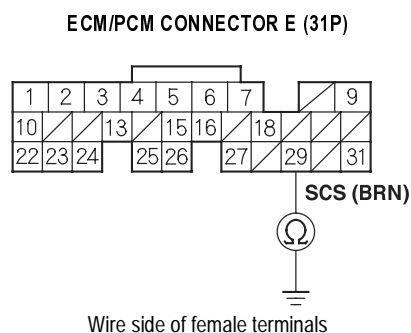 ECM/PCM CONNECTOR E (31P)
1 2 3 4 5 6 7 9
10 13 15 16 18
22 23 24 25 26 27 29 31
SCS (BRN)
Ω
Wire side of female terminals